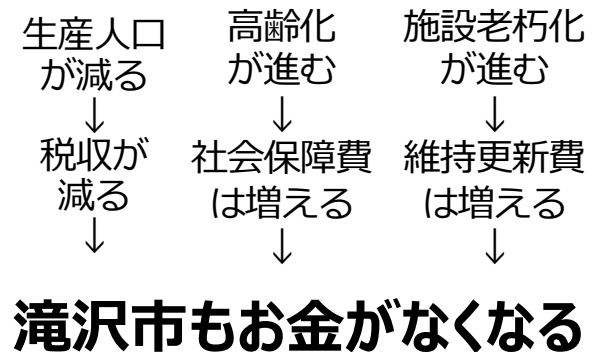 生産人口
が減る
↓
税収が
減る
↓
高齢化
が進む
↓
社会保障費
は増える
↓
施設老朽化
が進む
↓
維持更新費
は増える
↓
滝沢市もお金がなくなる